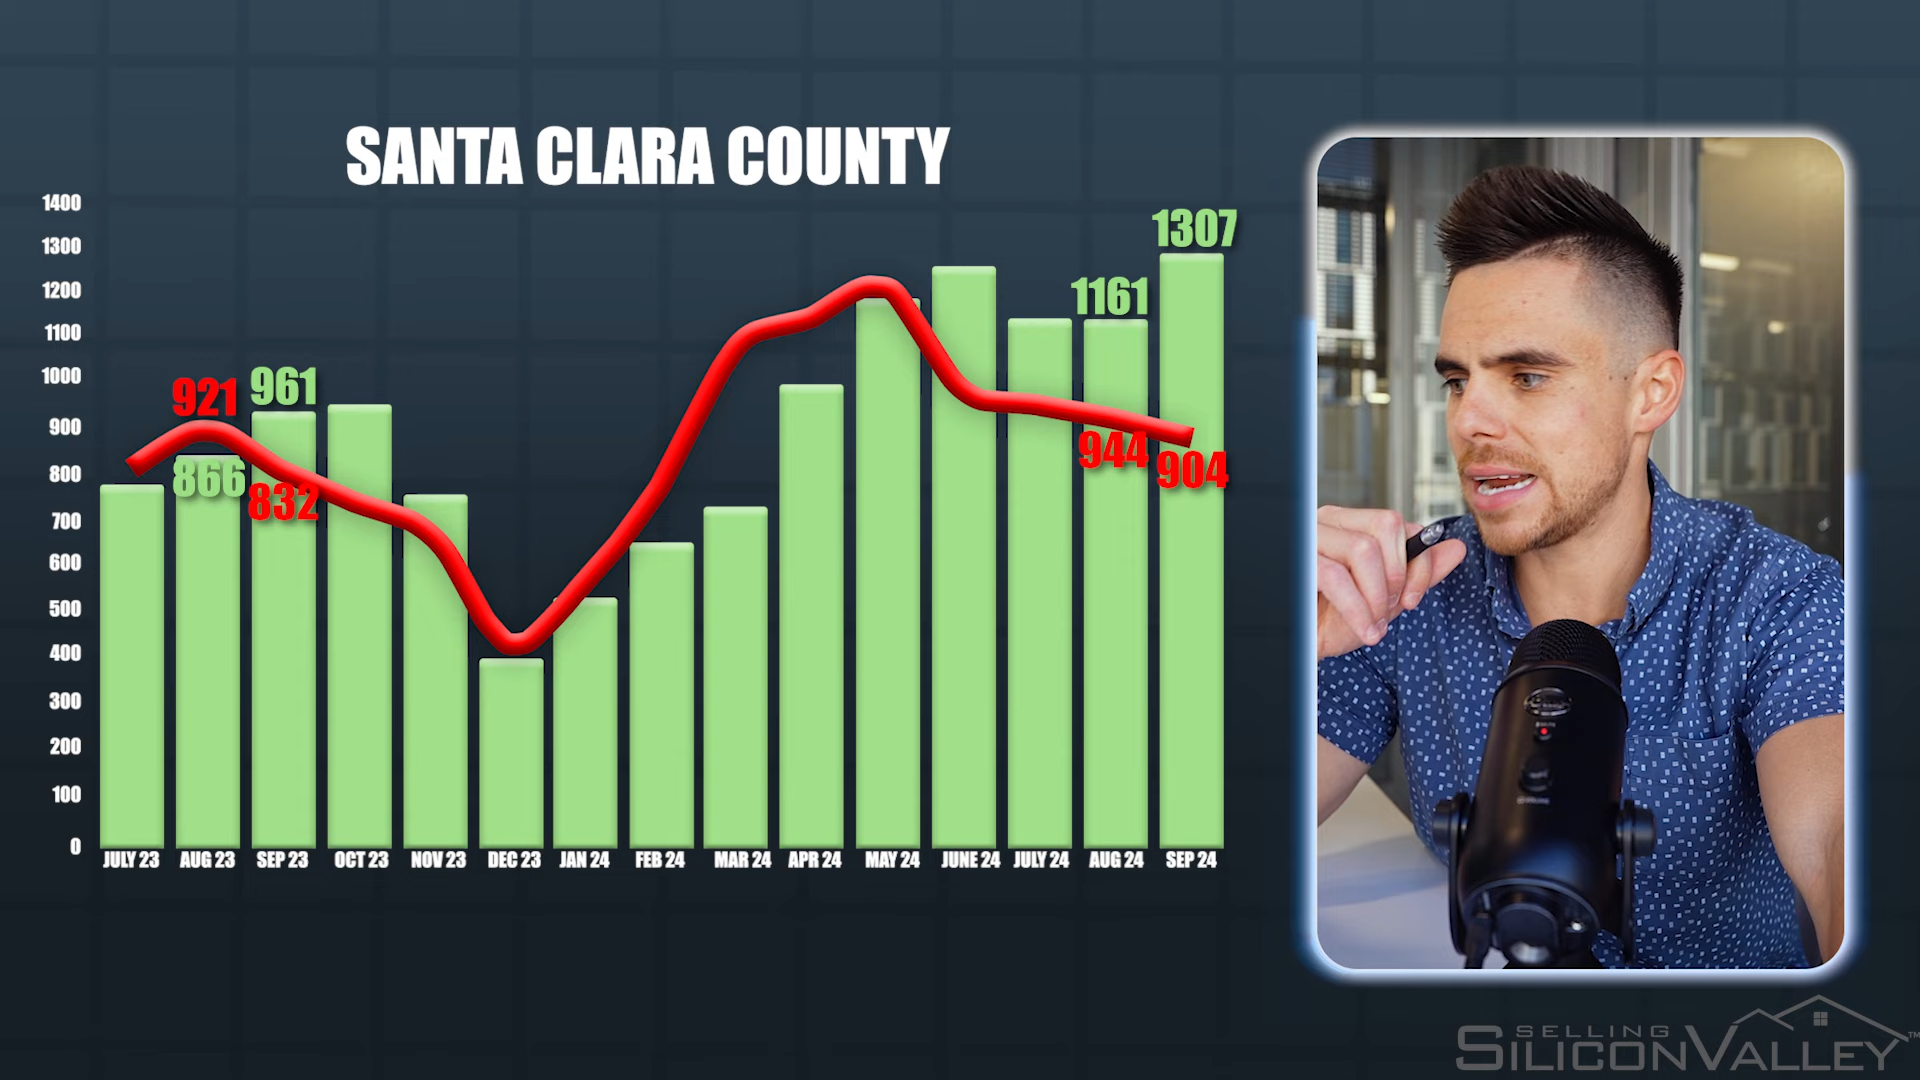 SANTA CLARA COUNTY
1400
1300
1200
1100
1000
900
800
700
600
500
400
300
200
100
0
921
961
866
832
1161
1307
944
904
JULY 23
AUG 23
SEP 23
OCT 23
NOV 23
DEC 23
JAN 24
FEB 24
MAR 24
APR 24
MAY 24
JUNE 24
JULY 24
AUG 24
SEP 24
SELLING
SILICONVALLEY™